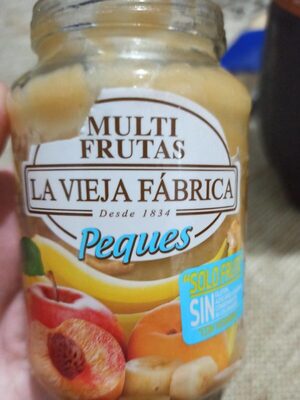 MULTI
FRUTAS
LA VIEJA FÁBRICA
Desde 1834
Peques
"SOLO FRUTA
SIN